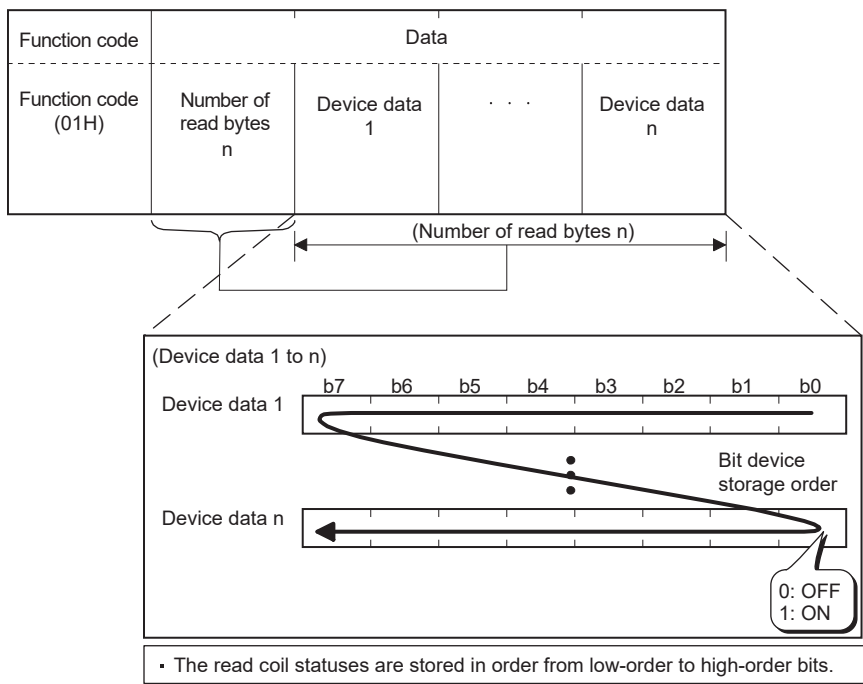 Function code Data
Function code
(01H)
Number of
read bytes
n
Device data
1
· · ·
Device data
n
(Number of read bytes n)
(Device data 1 to n)
b7 b6 b5 b4 b3 b2 b1 b0
Device data 1
Bit device
storage order
Device data n
0: OFF
1: ON
▪ The read coil statuses are stored in order from low-order to high-order bits.